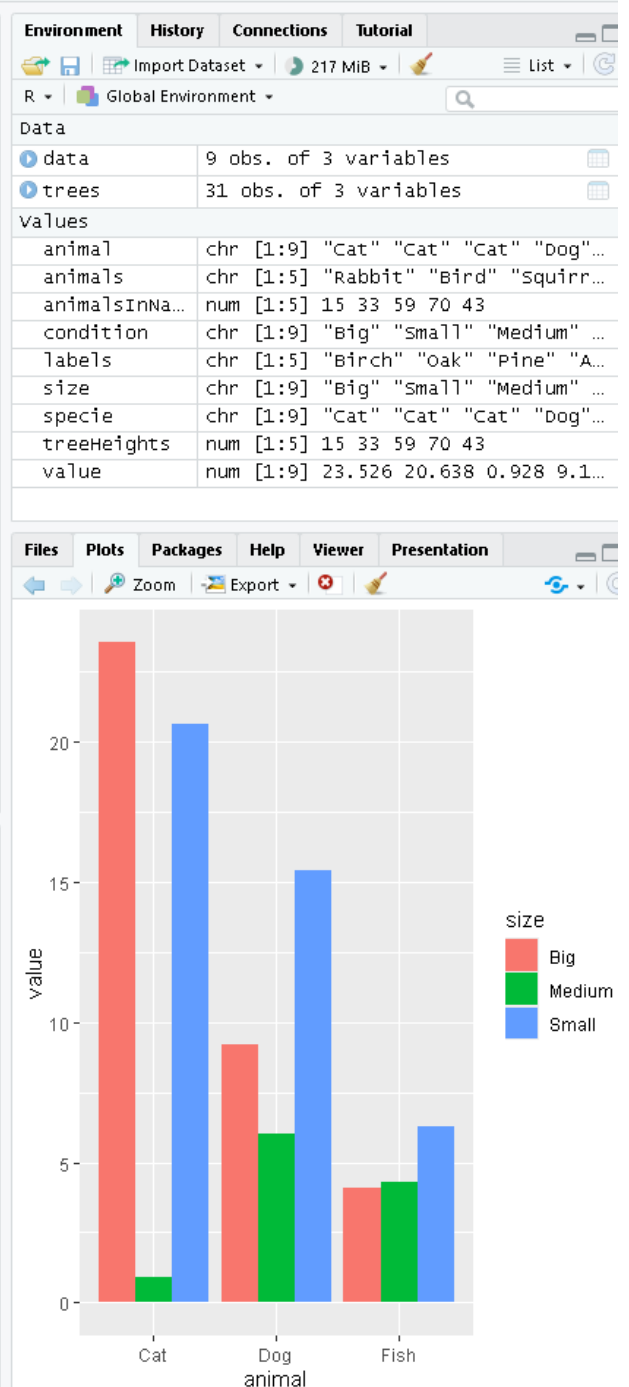 Environment History Connections Tutorial
Import Dataset 217 MiB List
R Global Environment
Data
data 9 obs. of 3 variables
trees 31 obs. of 3 variables
Values
animal chr [1:9] "Cat" "Cat" "Cat" "Dog"…
animals chr [1:5] "Rabbit" "Bird" "Squirr…
animalsInNa… num [1:5] 15 33 59 70 43
condition chr [1:9] "Big" "Small" "Medium" …
labels chr [1:5] "Birch" "Oak" "Pine" "A…
size chr [1:9] "Big" "Small" "Medium" …
specie chr [1:9] "Cat" "Cat" "Cat" "Dog"…
treeHeights num [1:5] 15 33 59 70 43
value num [1:9] 23.526 20.638 0.928 9.1…
Files Plots Packages Help Viewer Presentation
Zoom Export
20
15
10
5
0
value
Cat Dog Fish
animal
size
Big
Medium
Small